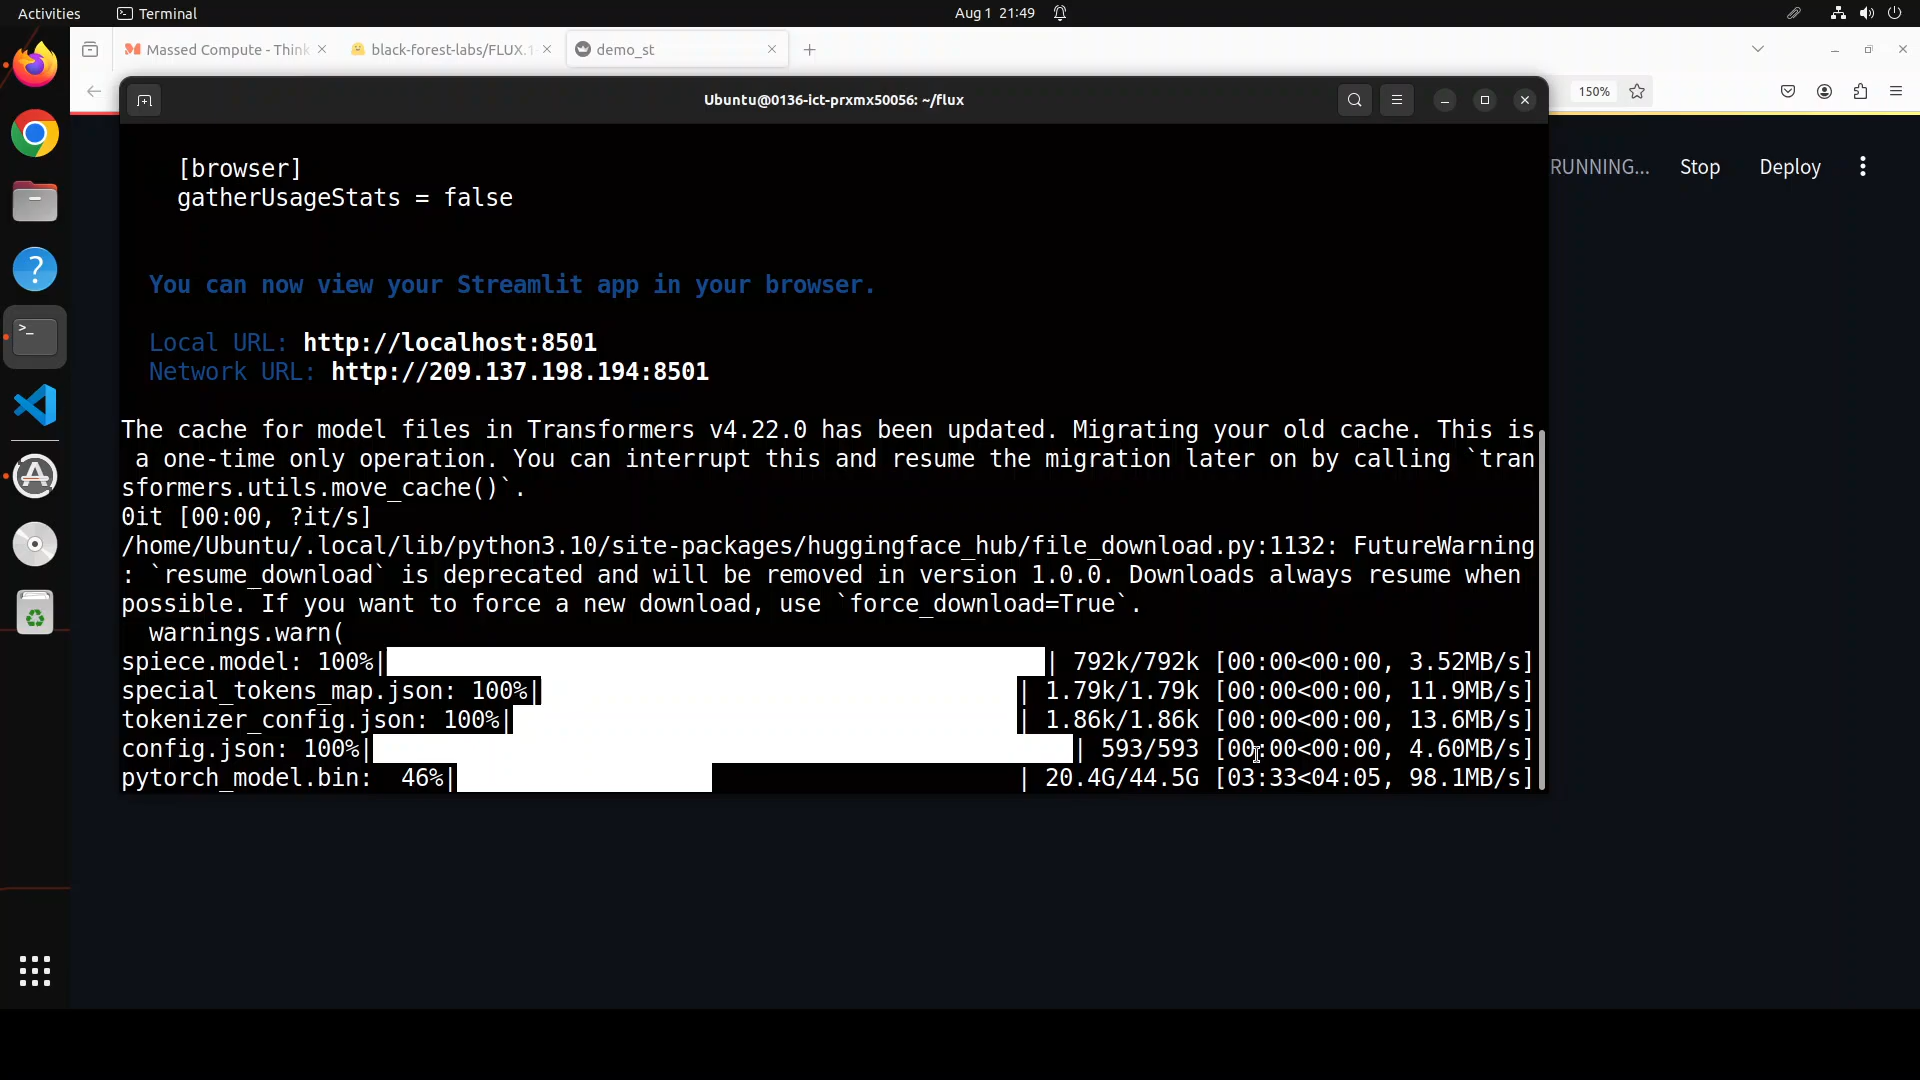 Activities Terminal Aug 1 21:49
Massed Compute - Think black-forest-labs/FLUX.1 demo_st
Ubuntu@0136-ict-prxmx50056: ~/flux 150%
RUNNING... Stop Deploy
[browser]
gatherUsageStats = false
You can now view your Streamlit app in your browser.
Local URL: http://localhost:8501
Network URL: http://209.137.198.194:8501
The cache for model files in Transformers v4.22.0 has been updated. Migrating your old cache. This is
a one-time only operation. You can interrupt this and resume the migration later on by calling `tran
sformers.utils.move_cache()`.
0it [00:00, ?it/s]
/home/Ubuntu/.local/lib/python3.10/site-packages/huggingface_hub/file_download.py:1132: FutureWarning
: `resume_download` is deprecated and will be removed in version 1.0.0. Downloads always resume when
possible. If you want to force a new download, use `force_download=True`.
warnings.warn(
spiece.model: 100%| | 792k/792k [00:00<00:00, 3.52MB/s]
special_tokens_map.json: 100%| | 1.79k/1.79k [00:00<00:00, 11.9MB/s]
tokenizer_config.json: 100%| | 1.86k/1.86k [00:00<00:00, 13.6MB/s]
config.json: 100%| | 593/593 [00:00<00:00, 4.60MB/s]
pytorch_model.bin: 46%| | 20.4G/44.5G [03:33<04:05, 98.1MB/s]